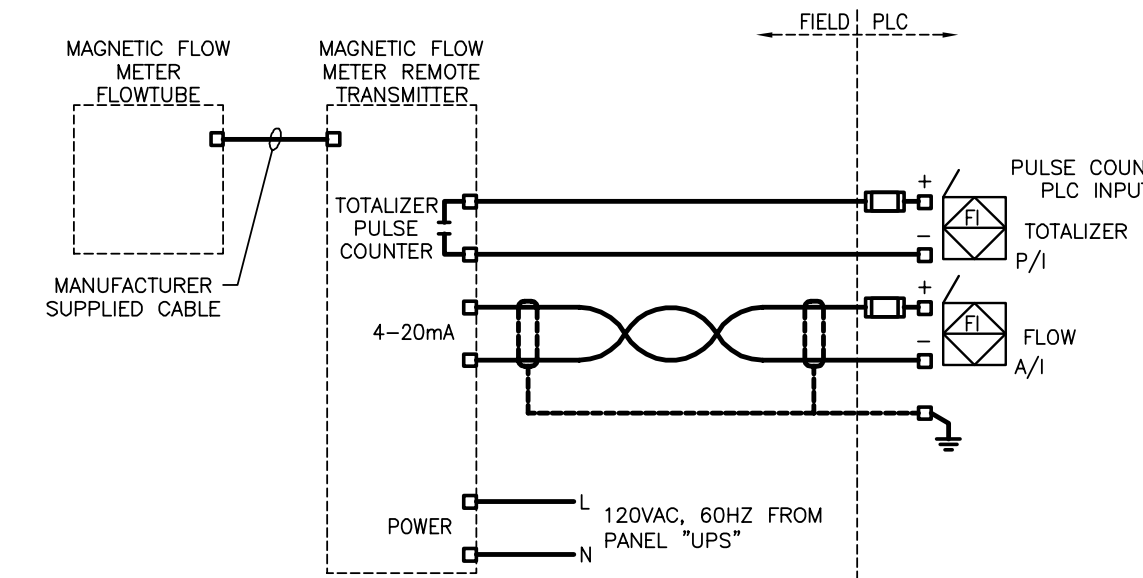 FIELD PLC
MAGNETIC FLOW
METER
FLOWTUBE
MAGNETIC FLOW
METER REMOTE
TRANSMITTER
MANUFACTURER
SUPPLIED CABLE
TOTALIZER
PULSE
COUNTER
+
−
FI
PULSE COUN
PLC INPUT
TOTALIZER
P/I
4−20mA
+
−
FI
FLOW
A/I
POWER
L
N
120VAC, 60HZ FROM
PANEL "UPS"